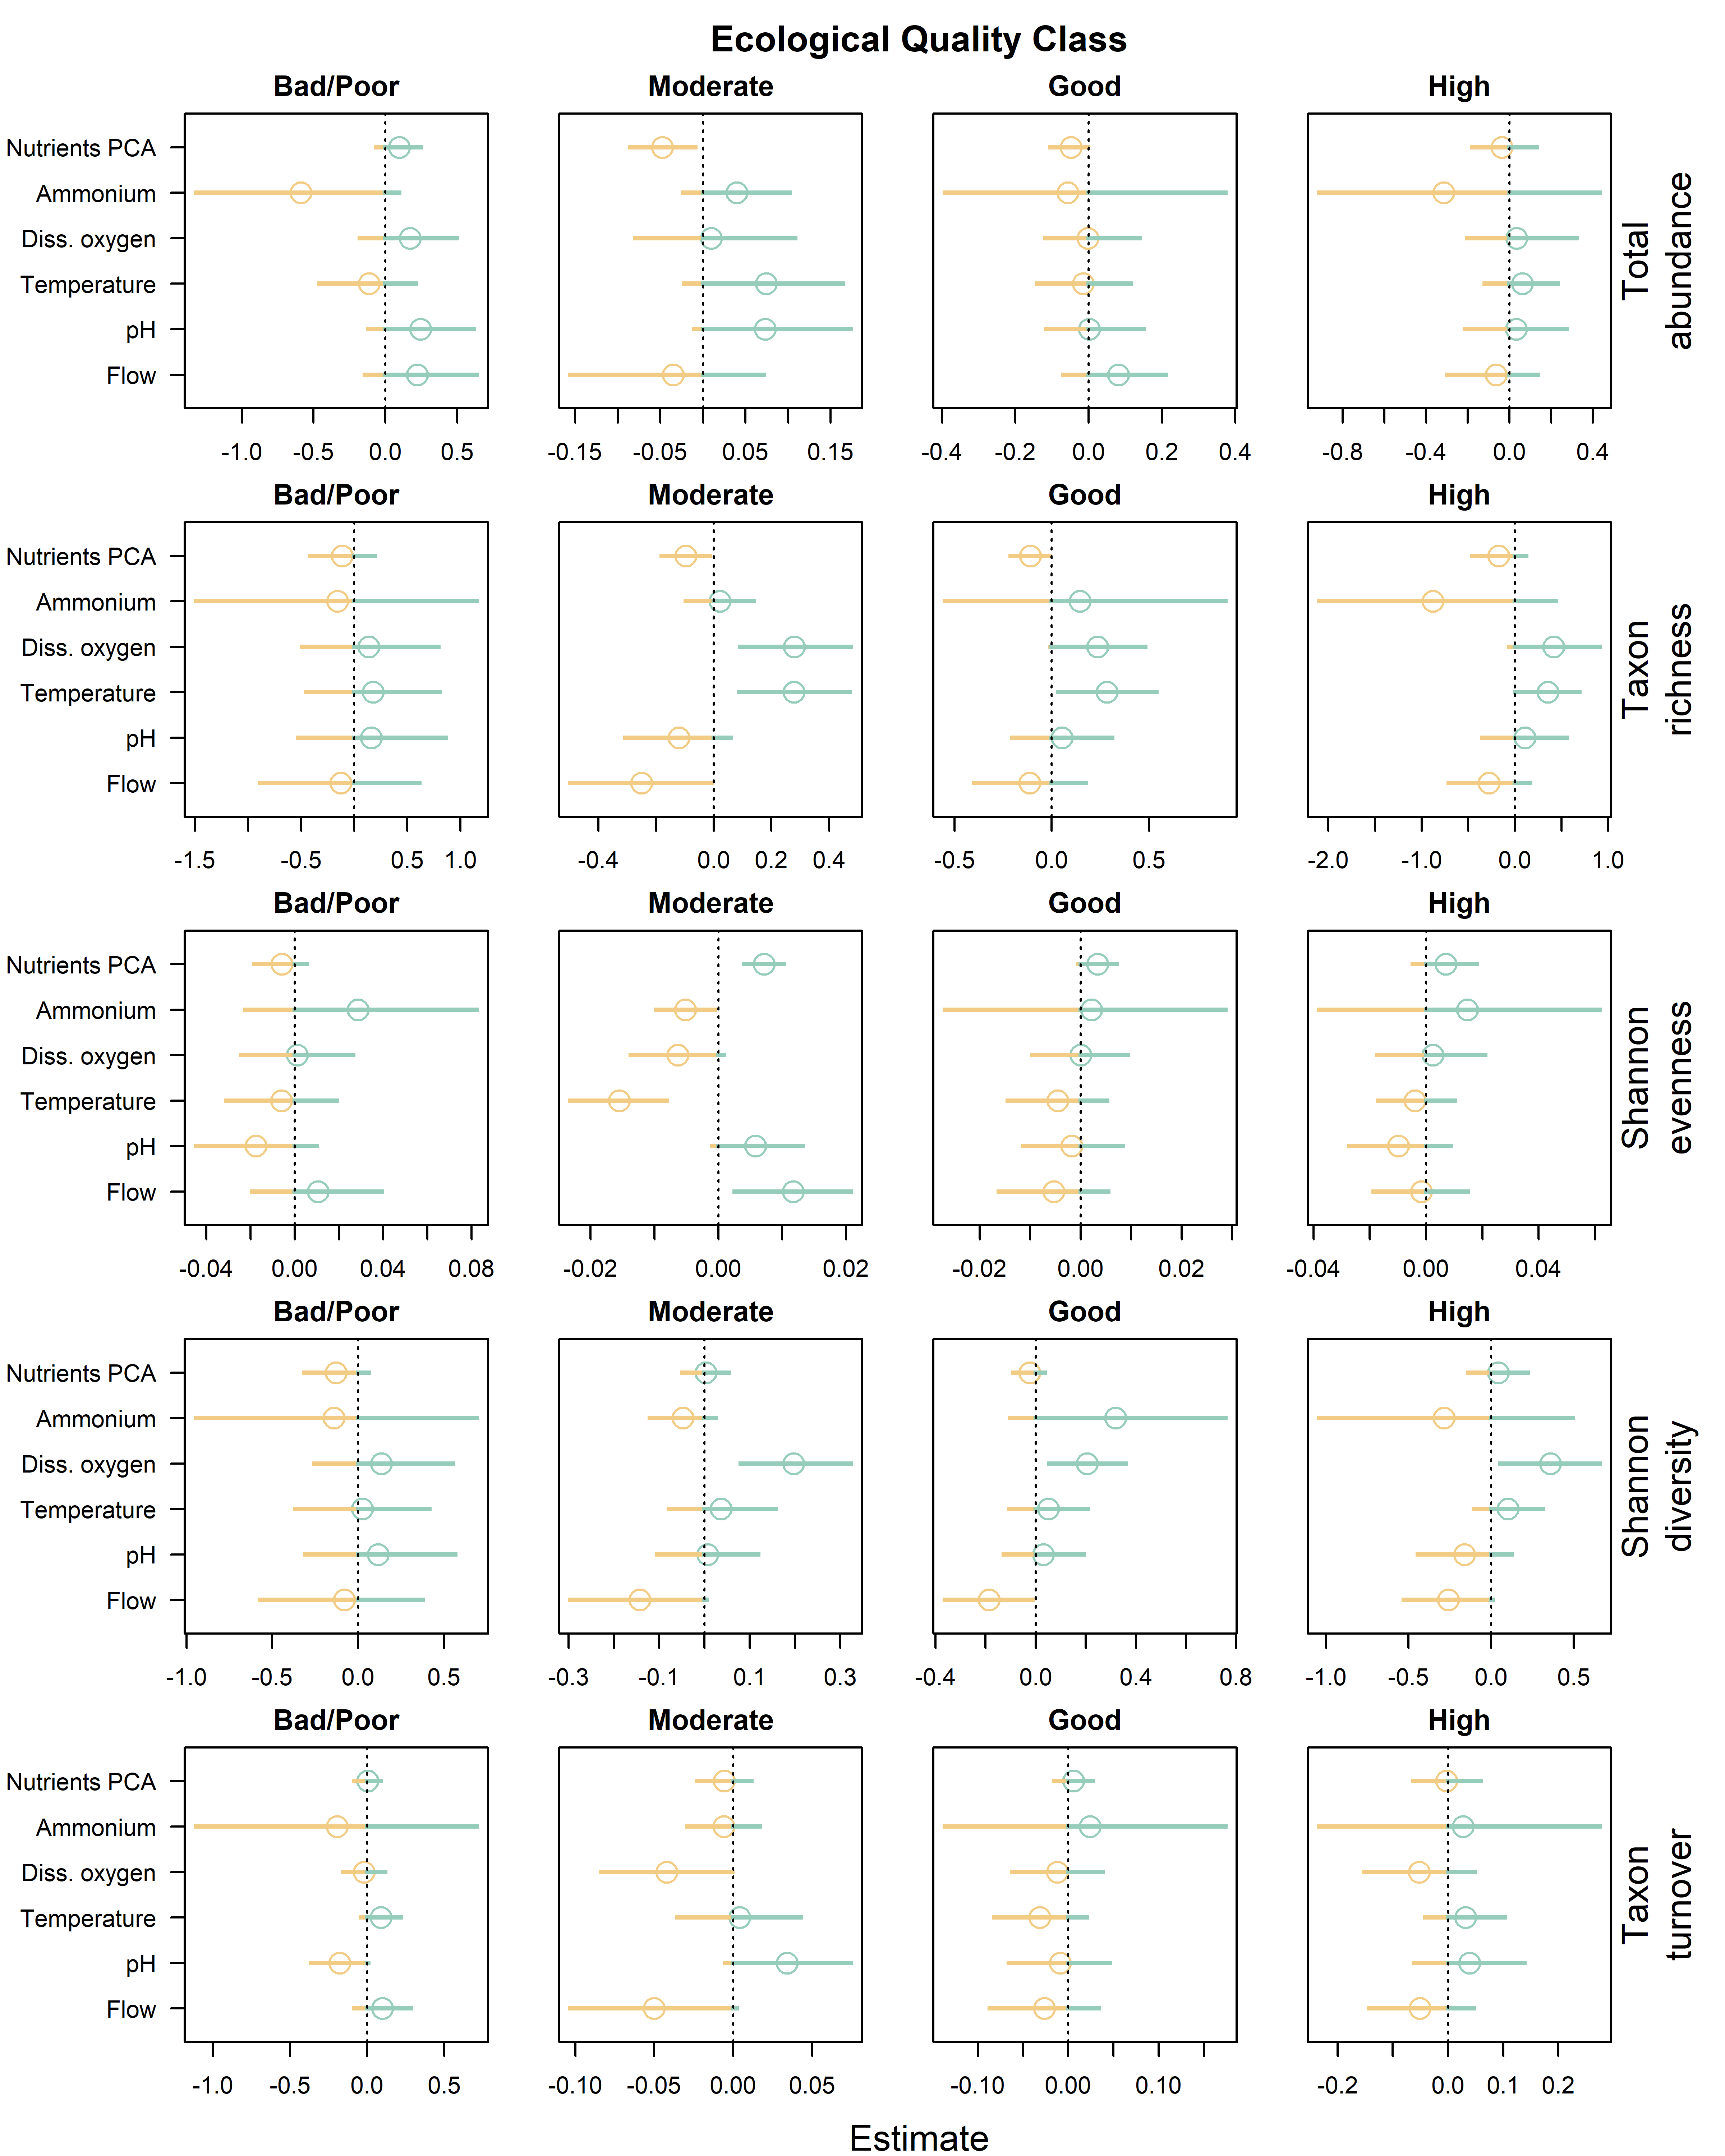 Ecological Quality Class
Bad/Poor Moderate Good High
Nutrients PCA
Ammonium
Diss. oxygen
Temperature
pH
Flow
-1.0 -0.5 0.0 0.5 -0.15 -0.05 0.05 0.15 -0.4 -0.2 0.0 0.2 0.4 -0.8 -0.4 0.0 0.4
Total
abundance
Bad/Poor Moderate Good High
Nutrients PCA
Ammonium
Diss. oxygen
Temperature
pH
Flow
-1.5 -0.5 0.5 1.0 -0.4 0.0 0.2 0.4 -0.5 0.0 0.5 -2.0 -1.0 0.0 1.0
Taxon
richness
Bad/Poor Moderate Good High
Nutrients PCA
Ammonium
Diss. oxygen
Temperature
pH
Flow
-0.04 0.00 0.04 0.08 -0.02 0.00 0.02 -0.02 0.00 0.02 -0.04 0.00 0.04
Shannon
evenness
Bad/Poor Moderate Good High
Nutrients PCA
Ammonium
Diss. oxygen
Temperature
pH
Flow
-1.0 -0.5 0.0 0.5 -0.3 -0.1 0.1 0.3 -0.4 0.0 0.4 0.8 -1.0 -0.5 0.0 0.5
Shannon
diversity
Bad/Poor Moderate Good High
Nutrients PCA
Ammonium
Diss. oxygen
Temperature
pH
Flow
-1.0 -0.5 0.0 0.5 -0.10 -0.05 0.00 0.05 -0.10 0.00 0.10 -0.2 0.0 0.1 0.2
Taxon
turnover
Estimate